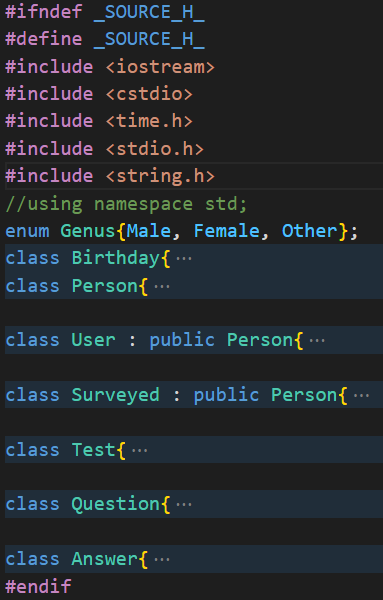 #ifndef _SOURCE_H_
#define _SOURCE_H_
#include <iostream>
#include <cstdio>
#include <time.h>
#include <stdio.h>
#include <string.h>
//using namespace std;
enum Genus{Male, Female, Other};
class Birthday{···
class Person{···
class User : public Person{···
class Surveyed : public Person{···
class Test{···
class Question{···
class Answer{···
#endif